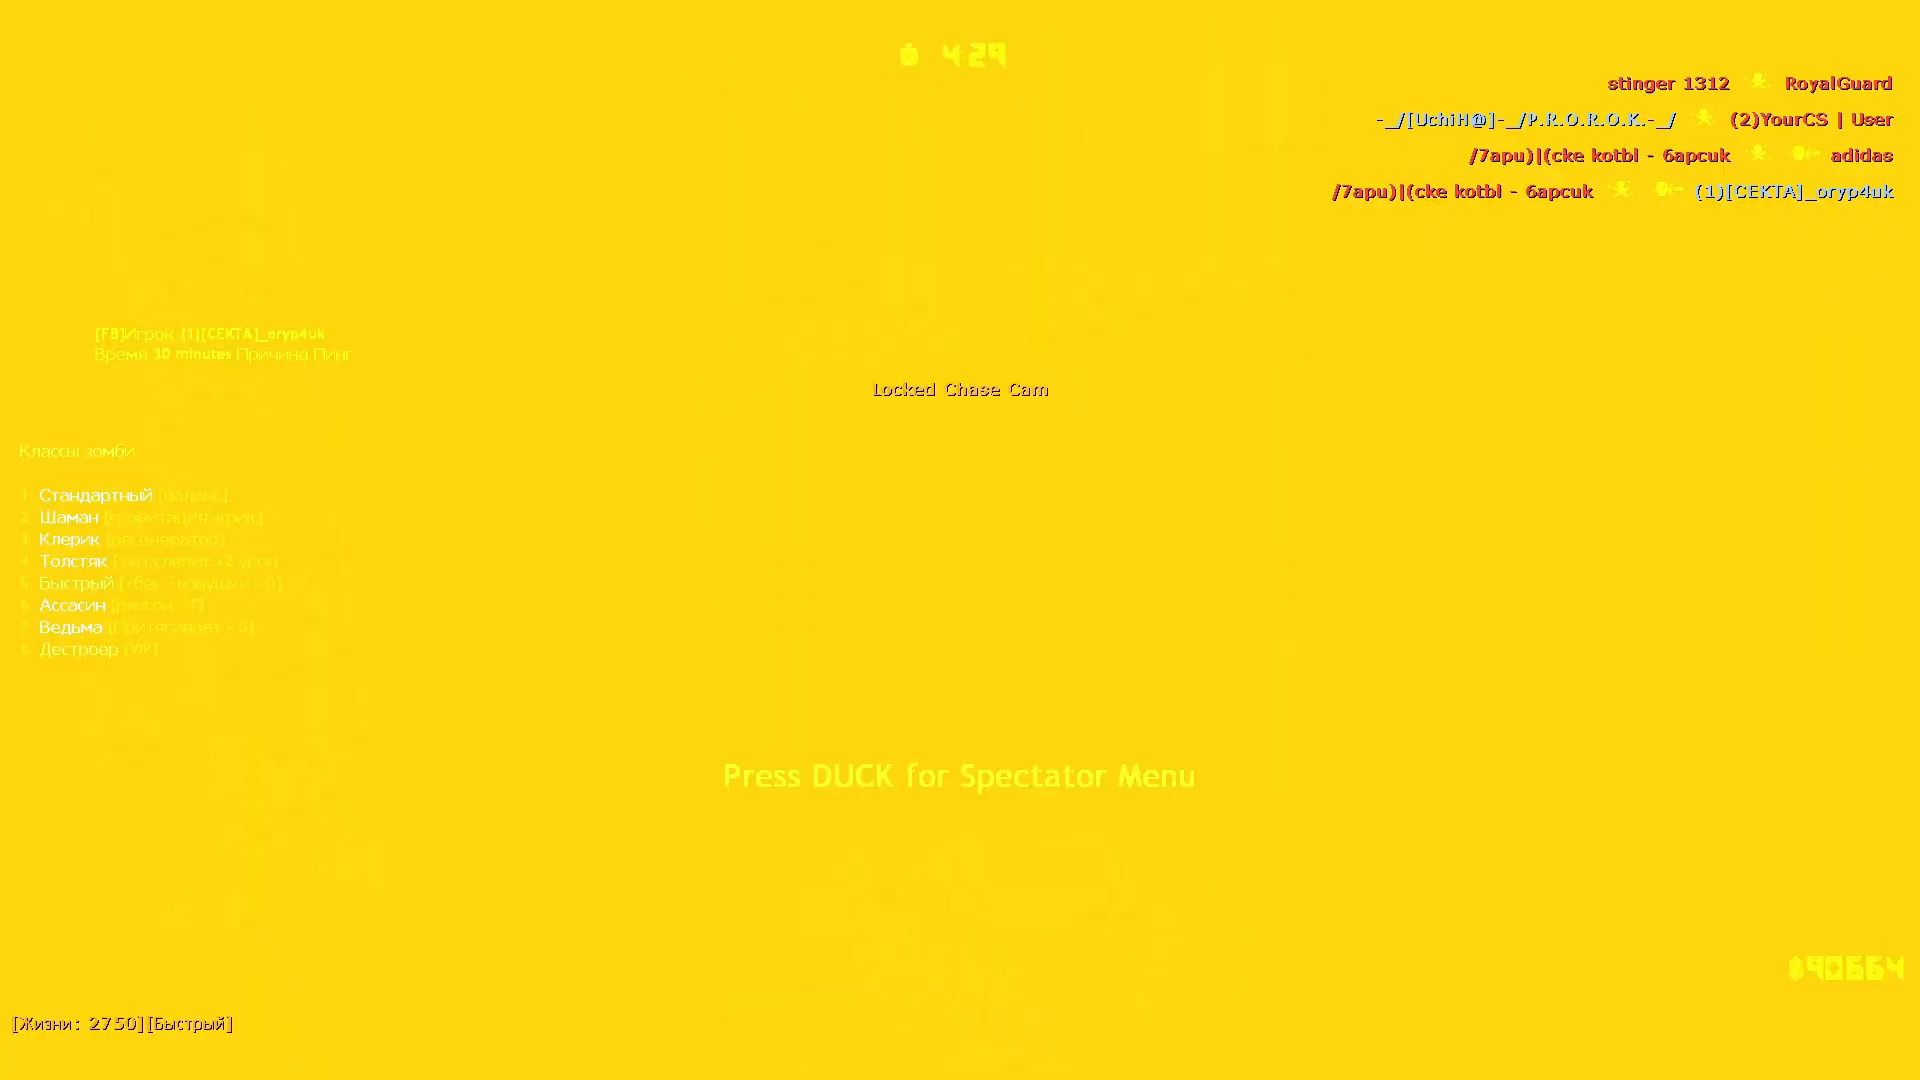 4:29
stinger 1312 RoyalGuard
-_/[UchiH@]-_/P.R.O.R.O.K.-_/ (2)YourCS | User
/7apu)|(cke kotbl - 6apcuk adidas
/7apu)|(cke kotbl - 6apcuk (1)[CEKTA]_oryp4uk
[FB]Игрок (1)[CEKTA]_oryp4uk
Время 30 minutes Причина Пинг
Locked Chase Cam
Классы зомби
1. Стандартный [баланс]
2. Шаман
3. Клерик [регенератор]
4. Толстяк
5. Быстрый
6. Ассасин
7. Ведьма
8. Дестроер [VIP]
Press DUCK for Spectator Menu
$90664
[Жизни: 2750][Быстрый]